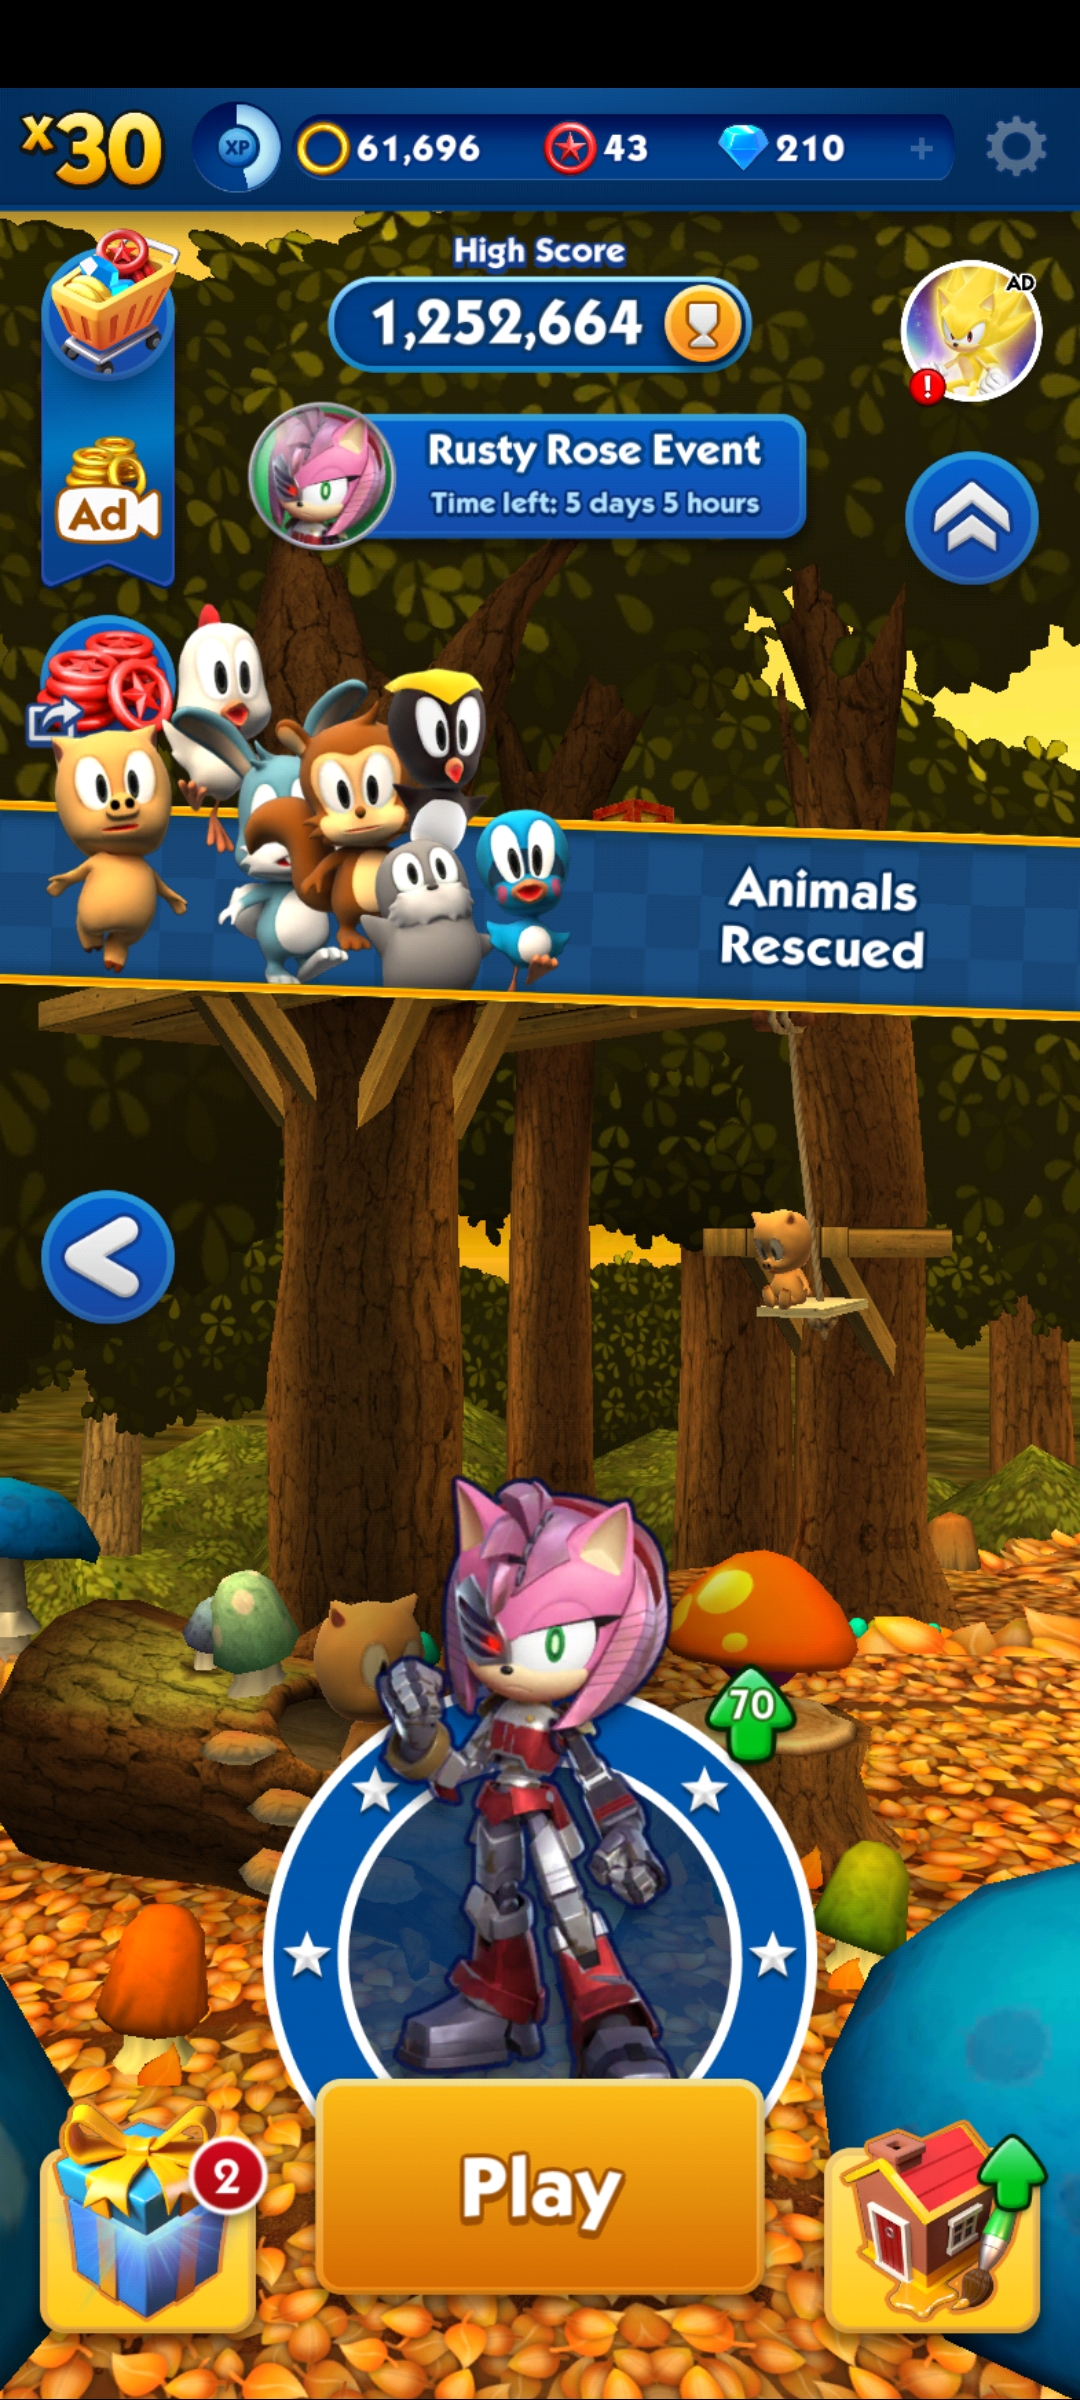 x30
XP
61,696
43
210
+
High Score
1,252,664
AD
!
Rusty Rose Event
Time left: 5 days 5 hours
Ad
Animals
Rescued
70
Play
2